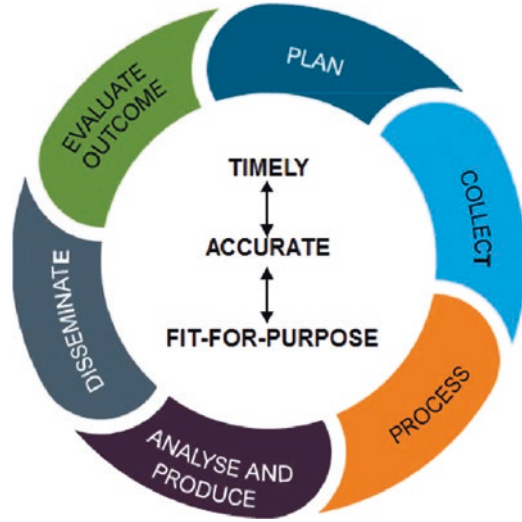 PLAN
COLLECT
PROCESS
ANALYSE AND
PRODUCE
DISSEMINATE
EVALUATE
OUTCOME
TIMELY
ACCURATE
FIT-FOR-PURPOSE